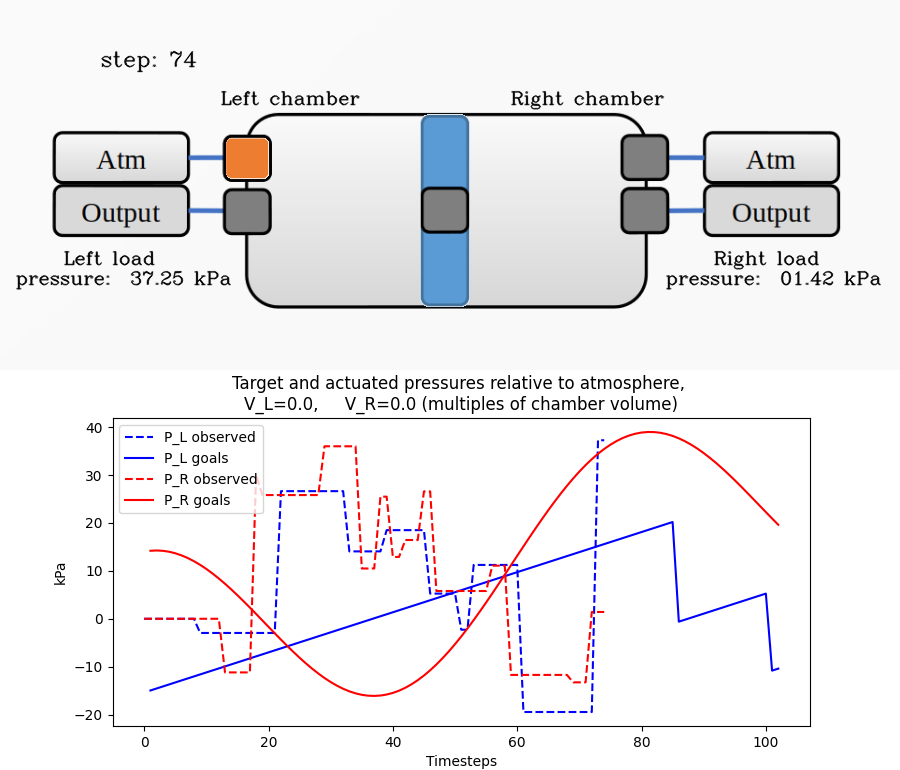 step: 74
Left chamber
Right chamber
Atm
Atm
Output
Output
Left load
pressure: 37.25 kPa
Right load
pressure: 01.42 kPa
Target and actuated pressures relative to atmosphere,
V_L=0.0, V_R=0.0 (multiples of chamber volume)
P_L observed
P_L goals
P_R observed
P_R goals
kPa
40
30
20
10
0
−10
−20
0
20
40
60
80
100
Timesteps